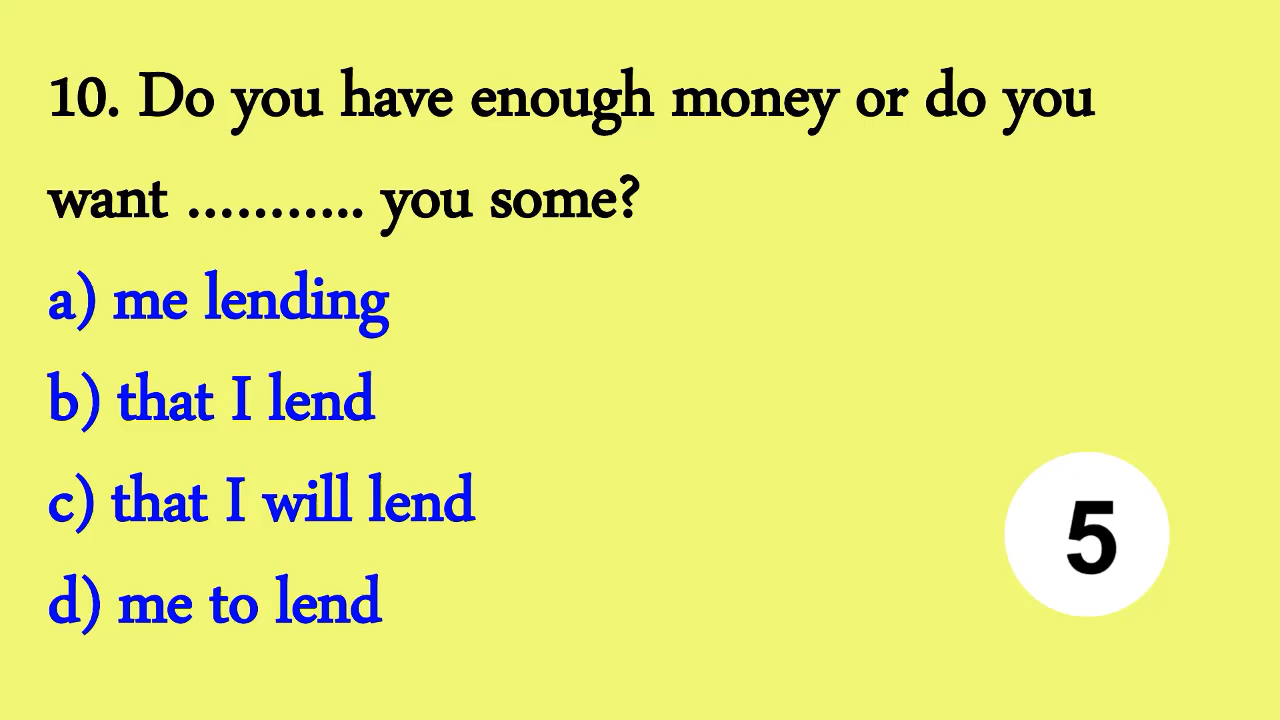 10. Do you have enough money or do you
want ……….. you some?
a) me lending
b) that I lend
c) that I will lend
d) me to lend
5